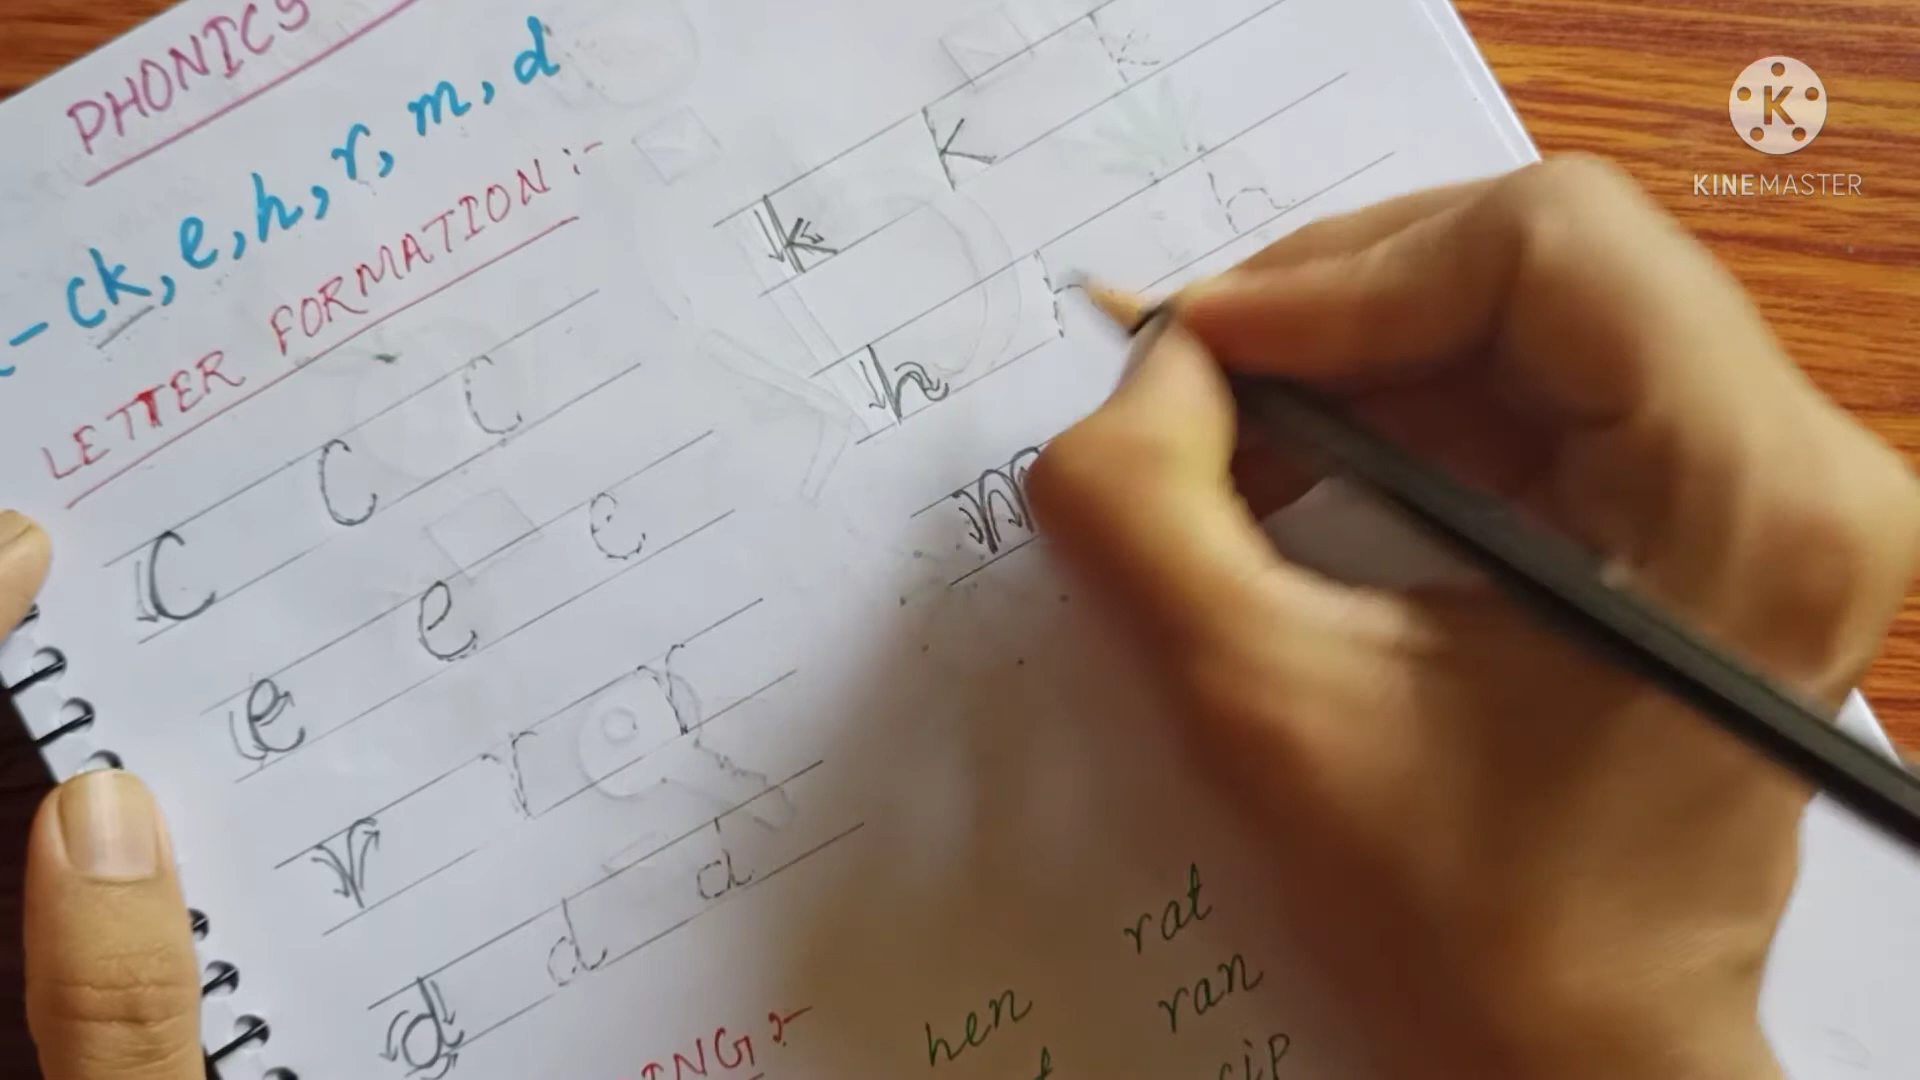 PHONICS
- ck, e, h, r, m, d
LETTER FORMATION :-
c c c
e e e
r r r
d d d
k k k
h h h
m
rat
hen ran
KINEMASTER